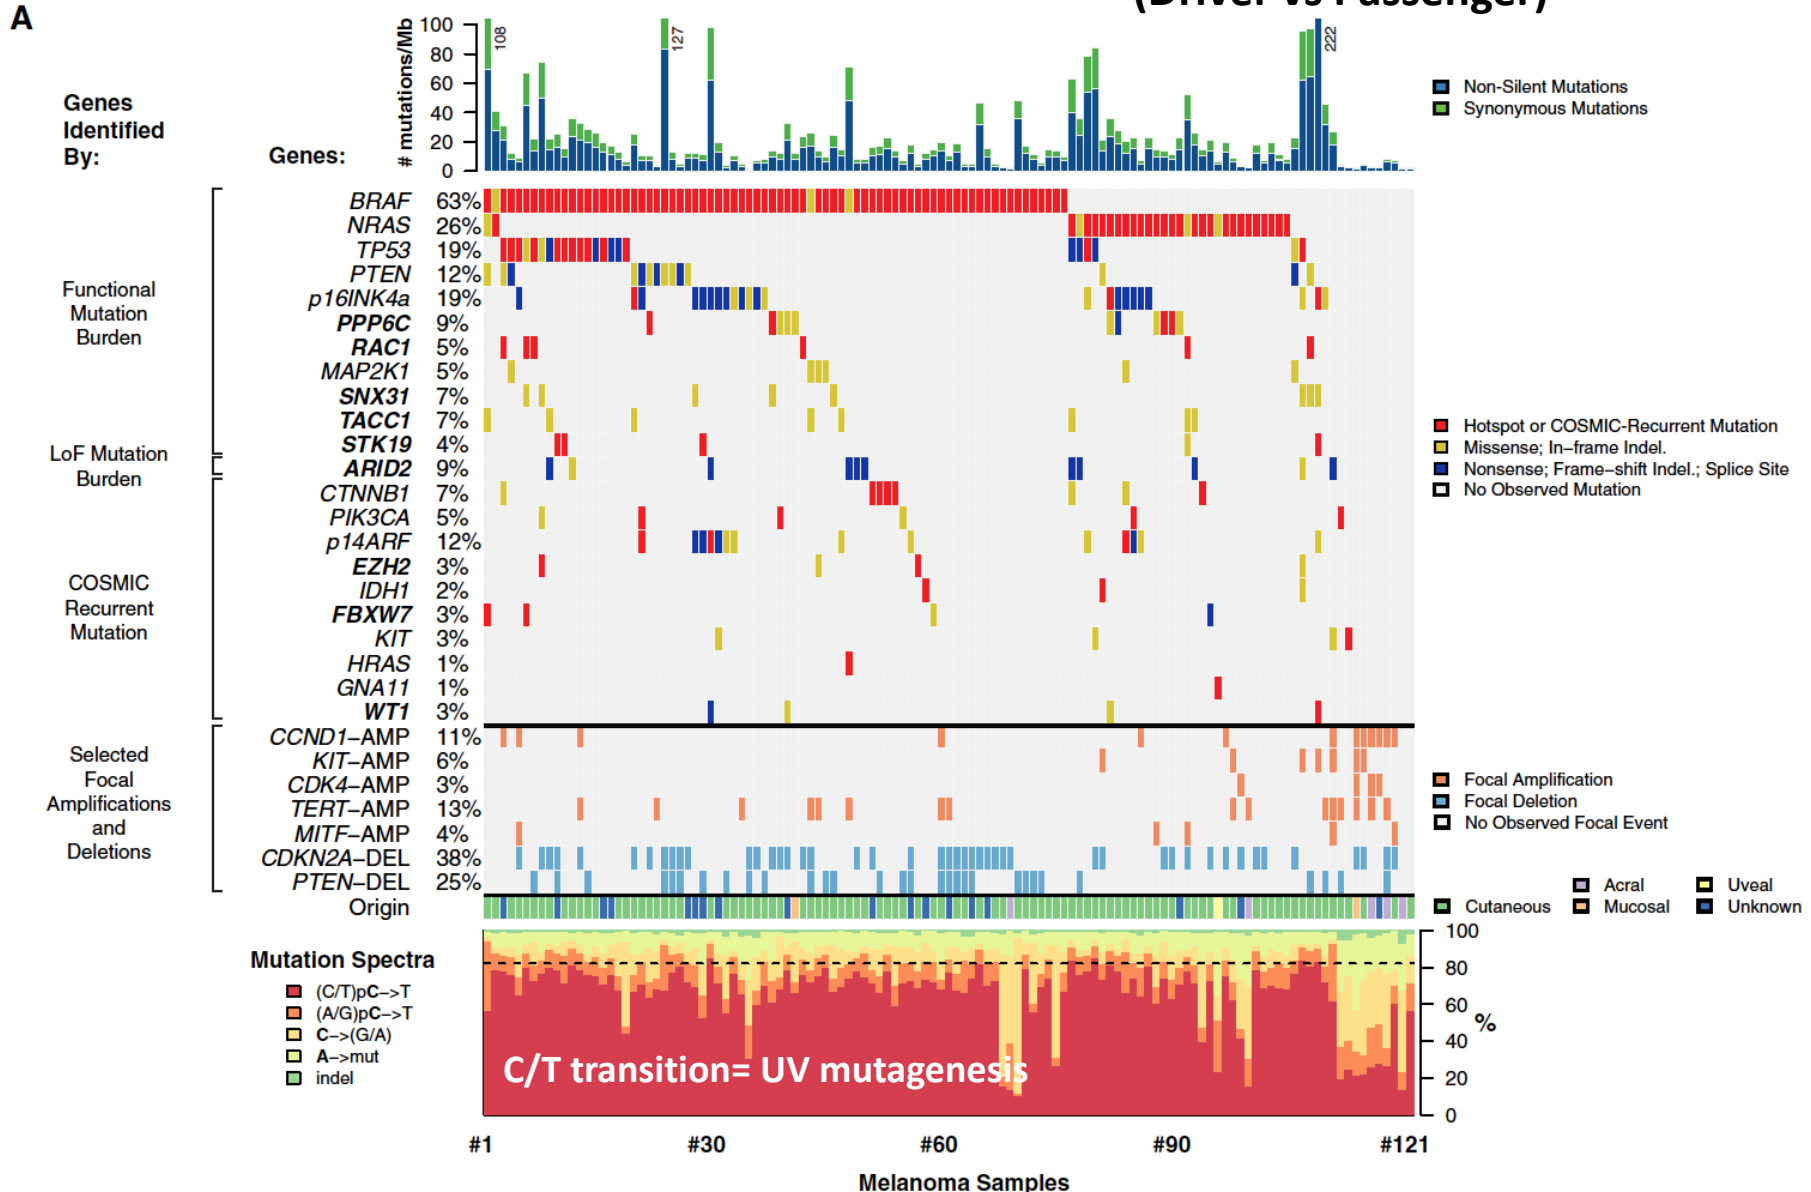 (Driver vs Passenger)
A
# mutations/Mb
100
80
60
40
20
0
108
127
222
Non-Silent Mutations
Synonymous Mutations
Genes
Identified
By:
Genes:
Functional
Mutation
Burden
LoF Mutation
Burden
COSMIC
Recurrent
Mutation
Selected
Focal
Amplifications
and
Deletions
BRAF 63%
NRAS 26%
TP53 19%
PTEN 12%
p16INK4a 19%
PPP6C 9%
RAC1 5%
MAP2K1 5%
SNX31 7%
TACC1 7%
STK19 4%
ARID2 9%
CTNNB1 7%
PIK3CA 5%
p14ARF 12%
EZH2 3%
IDH1 2%
FBXW7 3%
KIT 3%
HRAS 1%
GNA11 1%
WT1 3%
CCND1-AMP 11%
KIT-AMP 6%
CDK4-AMP 3%
TERT-AMP 13%
MITF-AMP 4%
CDKN2A-DEL 38%
PTEN-DEL 25%
Origin
Hotspot or COSMIC-Recurrent Mutation
Missense; In-frame Indel.
Nonsense; Frame-shift Indel.; Splice Site
No Observed Mutation
Focal Amplification
Focal Deletion
No Observed Focal Event
Acral Uveal
Cutaneous Mucosal Unknown
Mutation Spectra
(C/T)pC->T
(A/G)pC->T
C->(G/A)
A->mut
indel
C/T transition= UV mutagenesis
100
80
60
40
20
0
%
#1 #30 #60 #90 #121
Melanoma Samples